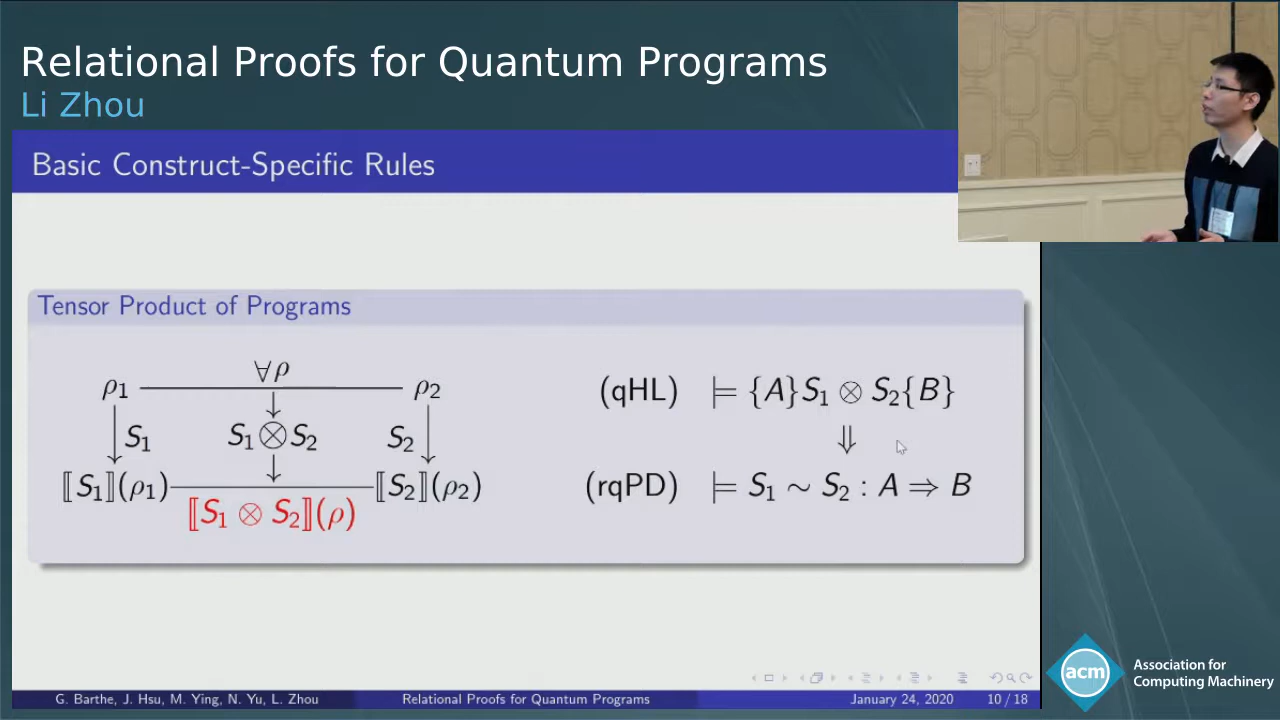 Relational Proofs for Quantum Programs
Li Zhou
Basic Construct-Specific Rules
Tensor Product of Programs
∀ρ
ρ1 ρ2
S1 S1 ⊗ S2 S2
⟦S1⟧(ρ1) ⟦S2⟧(ρ2)
⟦S1 ⊗ S2⟧(ρ)
(qHL) ⊨ {A}S1 ⊗ S2{B}
⇓
(rqPD) ⊨ S1 ∼ S2 : A ⇒ B
G. Barthe, J. Hsu, M. Ying, N. Yu, L. Zhou Relational Proofs for Quantum Programs January 24, 2020 10 / 18
acm
Association for
Computing Machinery